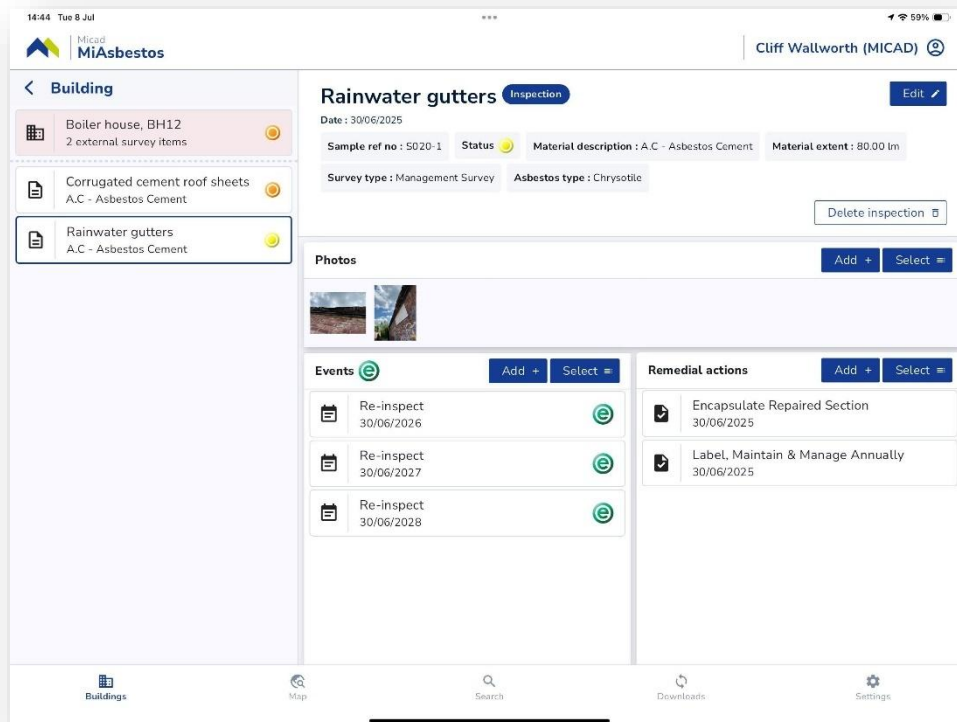 14:44 Tue 8 Jul
59%
Micad
MiAsbestos
Cliff Wallworth (MICAD)
Building
Boiler house, BH12
2 external survey items
Corrugated cement roof sheets
A.C - Asbestos Cement
Rainwater gutters
A.C - Asbestos Cement
Rainwater gutters Inspection
Edit
Date : 30/06/2025
Sample ref no : S020-1 Status Material description : A.C - Asbestos Cement Material extent : 80.00 lm
Survey type : Management Survey Asbestos type : Chrysotile
Delete inspection
Photos
Add + Select
Events e
Add + Select
Re-inspect
30/06/2026
e
Re-inspect
30/06/2027
e
Re-inspect
30/06/2028
e
Remedial actions
Add + Select
Encapsulate Repaired Section
30/06/2025
Label, Maintain & Manage Annually
30/06/2025
Buildings
Map
Search
Downloads
Settings